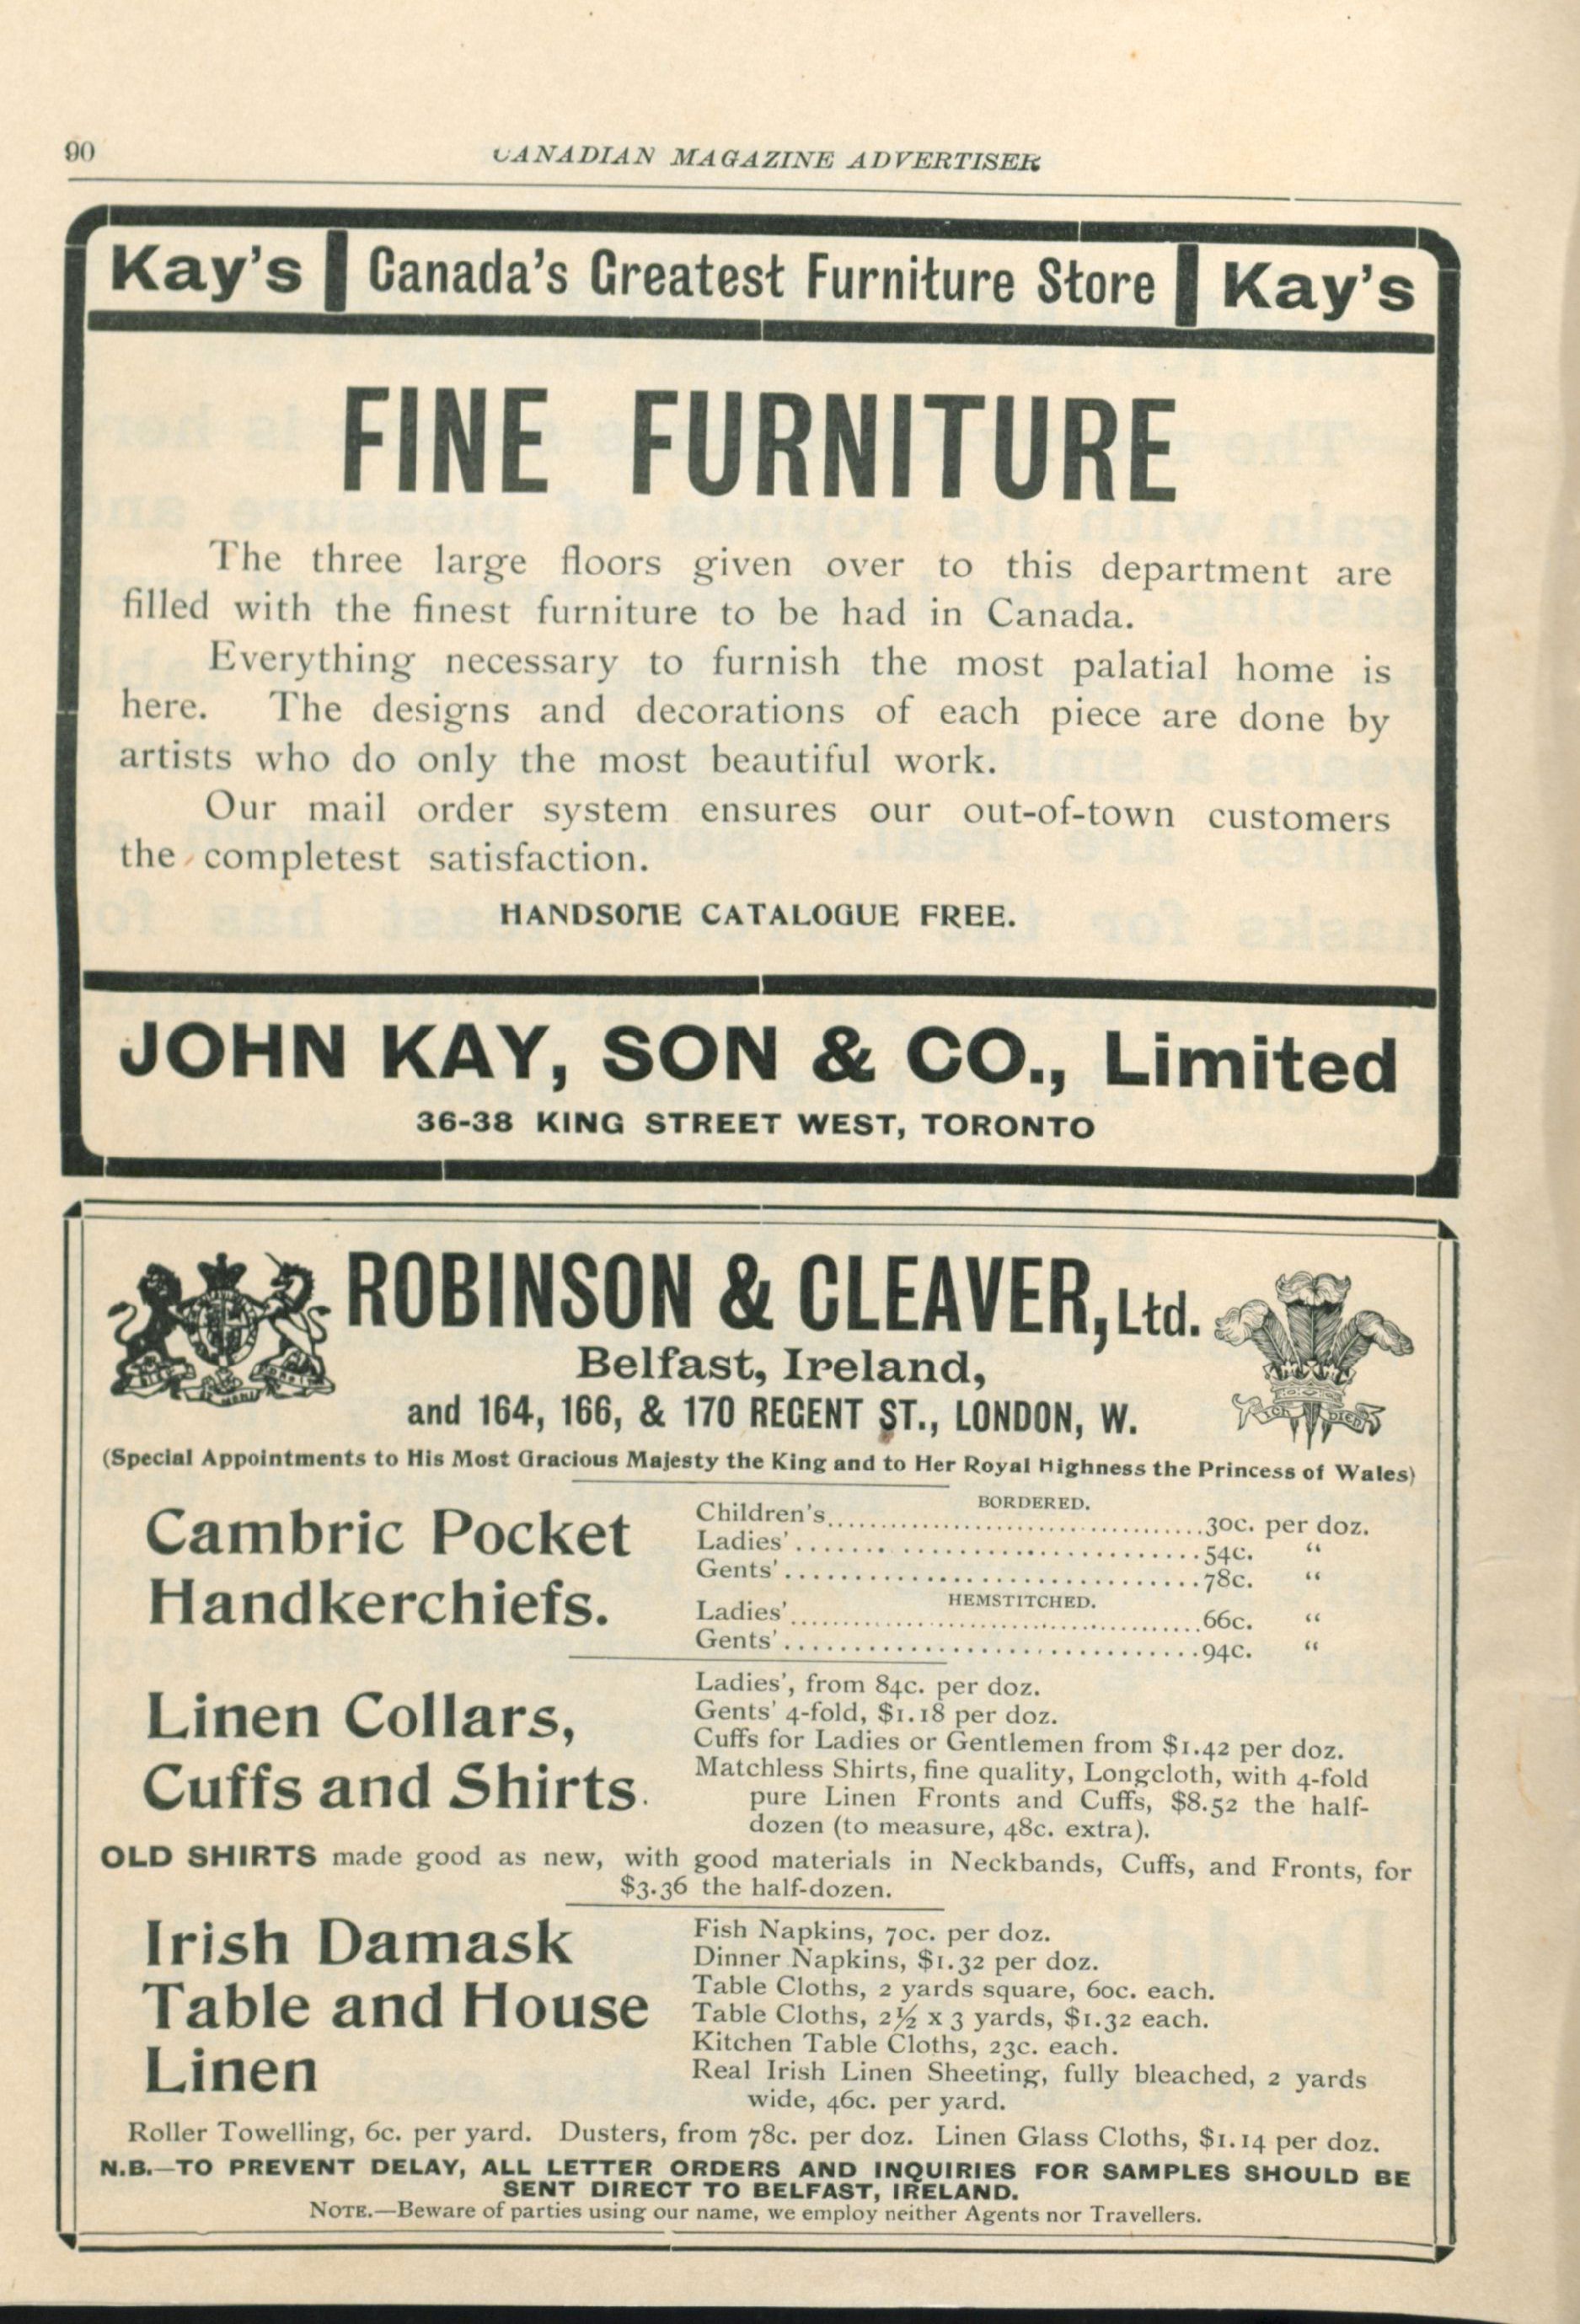 90
CANADIAN MAGAZINE ADVERTISER
Kay's Canada's Greatest Furniture Store Kay's
FINE FURNITURE
The three large floors given over to this department are
filled with the finest furniture to be had in Canada.
Everything necessary to furnish the most palatial home is
here. The designs and decorations of each piece are done by
artists who do only the most beautiful work.
Our mail order system ensures our out-of-town customers
the completest satisfaction.
HANDSOME CATALOGUE FREE.
JOHN KAY, SON & CO., Limited
36-38 KING STREET WEST, TORONTO
ROBINSON & CLEAVER, Ltd.
Belfast, Ireland,
and 164, 166, & 170 REGENT ST., LONDON, W.
ICH DIEN
(Special Appointments to His Most Gracious Majesty the King and to Her Royal Highness the Princess of Wales)
Cambric Pocket
Handkerchiefs.
BORDERED.
Children's........................................30c. per doz.
Ladies'........................................54c. "
Gents'........................................78c. "
HEMSTITCHED.
Ladies'........................................66c. "
Gents'........................................94c. "
Linen Collars,
Cuffs and Shirts.
Ladies', from 84c. per doz.
Gents' 4-fold, $1.18 per doz.
Cuffs for Ladies or Gentlemen from $1.42 per doz.
Matchless Shirts, fine quality, Longcloth, with 4-fold
pure Linen Fronts and Cuffs, $8.52 the half-
dozen (to measure, 48c. extra).
OLD SHIRTS made good as new, with good materials in Neckbands, Cuffs, and Fronts, for
$3.36 the half-dozen.
Irish Damask
Table and House
Linen
Fish Napkins, 70c. per doz.
Dinner Napkins, $1.32 per doz.
Table Cloths, 2 yards square, 60c. each.
Table Cloths, 2½ x 3 yards, $1.32 each.
Kitchen Table Cloths, 23c. each.
Real Irish Linen Sheeting, fully bleached, 2 yards
wide, 46c. per yard.
Roller Towelling, 6c. per yard. Dusters, from 78c. per doz. Linen Glass Cloths, $1.14 per doz.
N.B.—TO PREVENT DELAY, ALL LETTER ORDERS AND INQUIRIES FOR SAMPLES SHOULD BE
SENT DIRECT TO BELFAST, IRELAND.
NOTE.—Beware of parties using our name, we employ neither Agents nor Travellers.